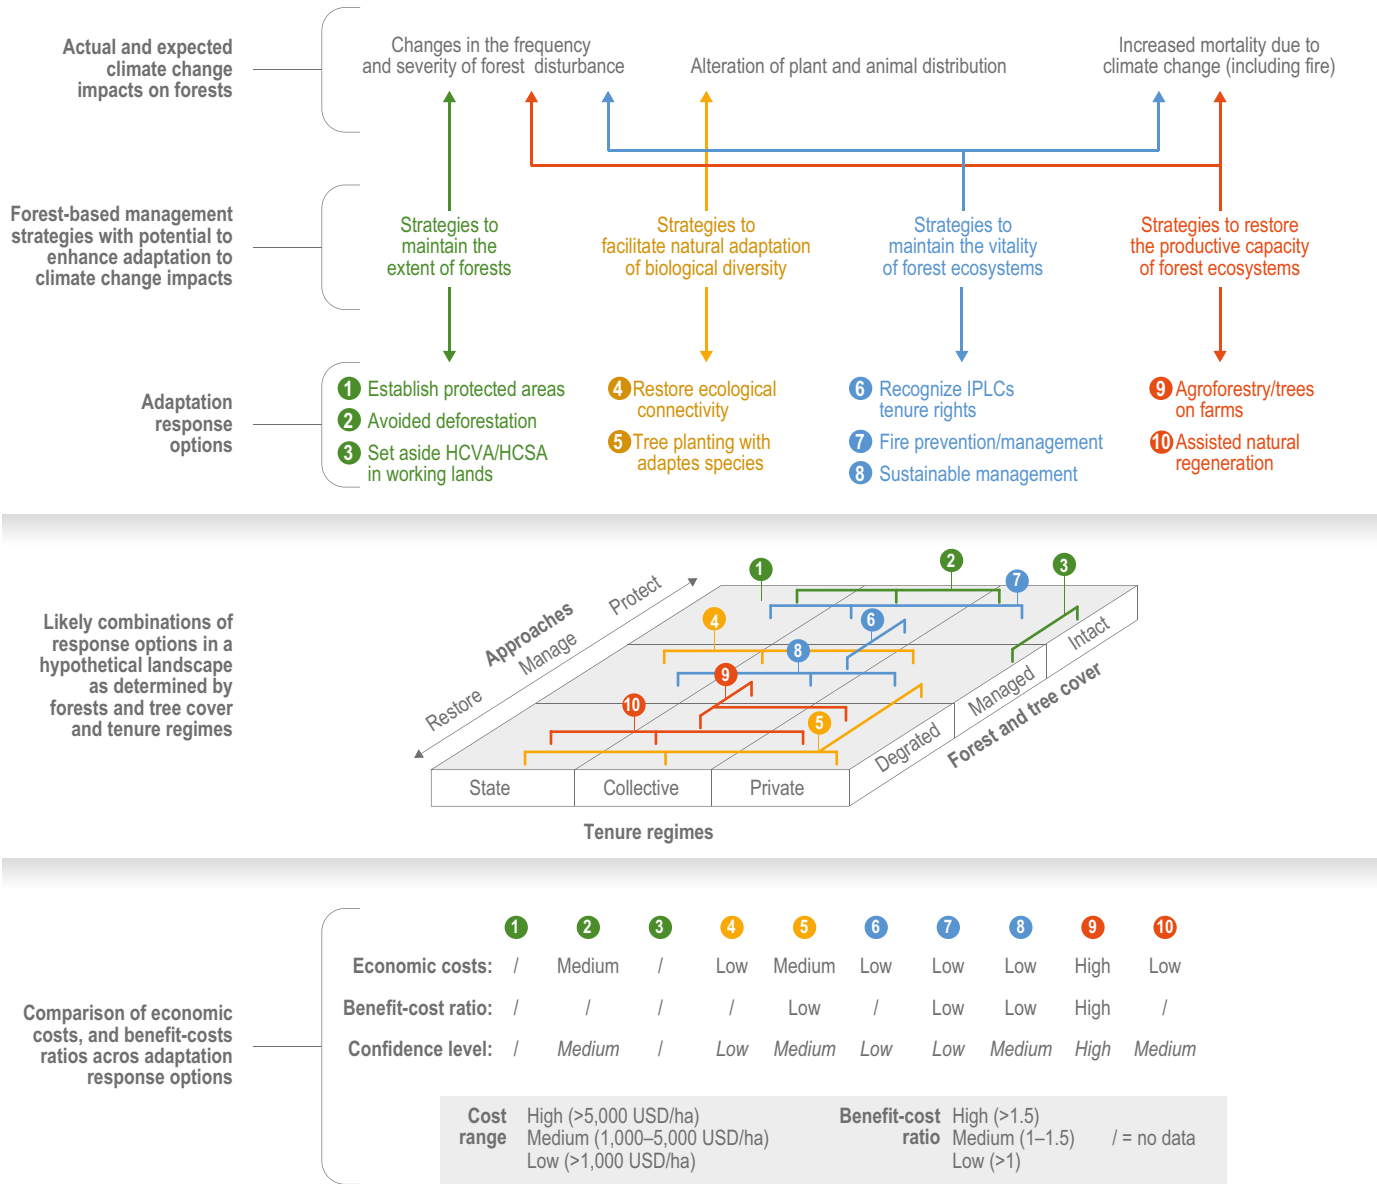 Actual and expected
climate change
impacts on forests
Changes in the frequency
and severity of forest disturbance
Alteration of plant and animal distribution
Increased mortality due to
climate change (including fire)
Forest-based management
strategies with potential to
enhance adaptation to
climate change impacts
Strategies to
maintain the
extent of forests
Strategies to
facilitate natural adaptation
of biological diversity
Strategies to
maintain the vitality
of forest ecosystems
Strategies to restore
the productive capacity
of forest ecosystems
Adaptation
response
options
1 Establish protected areas
2 Avoided deforestation
3 Set aside HCVA/HCSA
in working lands
4 Restore ecological
connectivity
5 Tree planting with
adaptes species
6 Recognize IPLCs
tenure rights
7 Fire prevention/management
8 Sustainable management
9 Agroforestry/trees
on farms
10 Assisted natural
regeneration
Likely combinations of
response options in a
hypothetical landscape
as determined by
forests and tree cover
and tenure regimes
Approaches
Protect
Manage
Restore
1
2
3
7
4
6
8
9
10
5
Intact
Managed
Degrated
Forest and tree cover
State
Collective
Private
Tenure regimes
Comparison of economic
costs, and benefit-costs
ratios acros adaptation
response options
1 2 3 4 5 6 7 8 9 10
Economic costs: / Medium / Low Medium Low Low Low High Low
Benefit-cost ratio: / / / / Low / Low Low High /
Confidence level: / Medium / Low Medium Low Low Medium High Medium
Cost
range
High (>5,000 USD/ha)
Medium (1,000–5,000 USD/ha)
Low (>1,000 USD/ha)
Benefit-cost
ratio
High (>1.5)
Medium (1–1.5)
Low (>1)
/ = no data